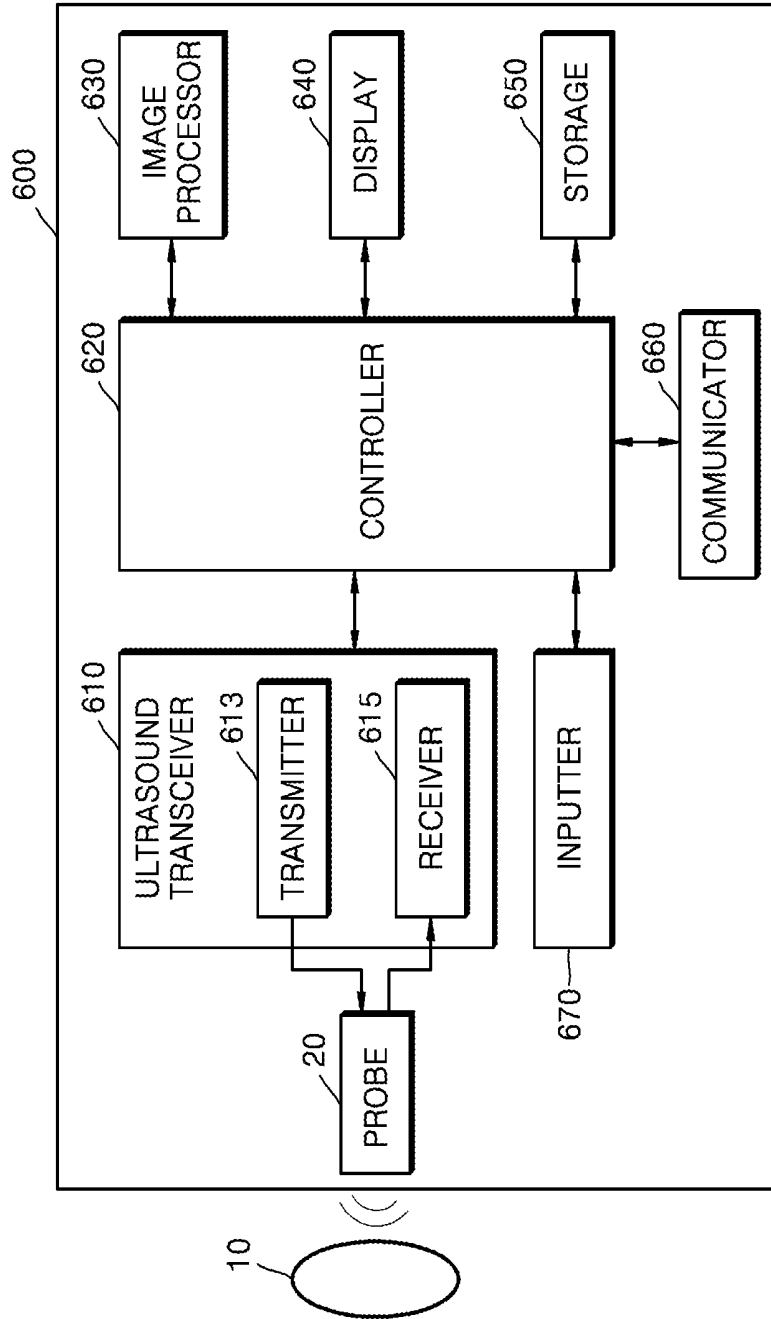 600
610
ULTRASOUND
TRANSCEIVER
613
TRANSMITTER
615
RECEIVER
10
20
PROBE
670
INPUTTER
620
CONTROLLER
660
COMMUNICATOR
630
IMAGE
PROCESSOR
640
DISPLAY
650
STORAGE